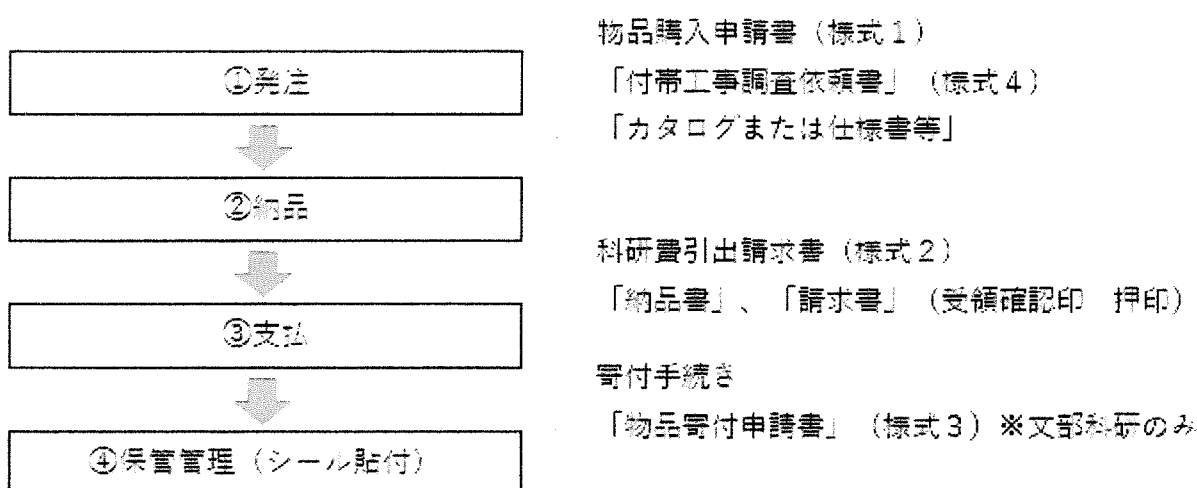 物品購入申請書（様式１）
①発注
「付帯工事調査依頼書」（様式４）
「カタログまたは仕様書等」
②納品
科研費引出請求書（様式２）
「納品書」、「請求書」（受領確認印　押印）
③支払
寄付手続き
「物品寄付申請書」（様式３）※文部科研のみ
④保管管理（シール貼付）